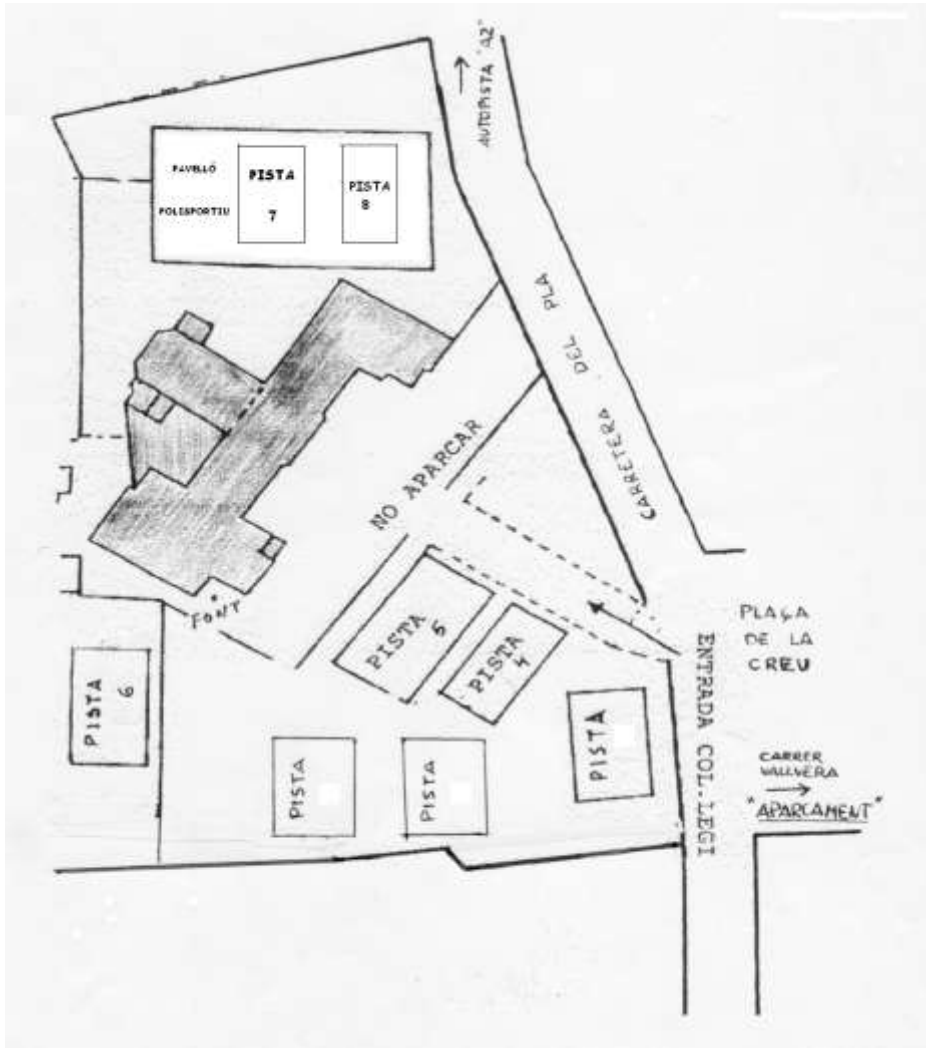 AUTOPISTA "A2"
PAVELLÓ
POLISPORTIU
PISTA
7
PISTA
8
CARRETERA DEL PLA
NO APARCAR
FONT
PISTA 5
PISTA 4
PISTA 6
PISTA
PISTA
PISTA
ENTRADA COL.LEGI
PLAÇA
DE LA
CREU
CARRER
VALLVERA
"APARCAMENT"